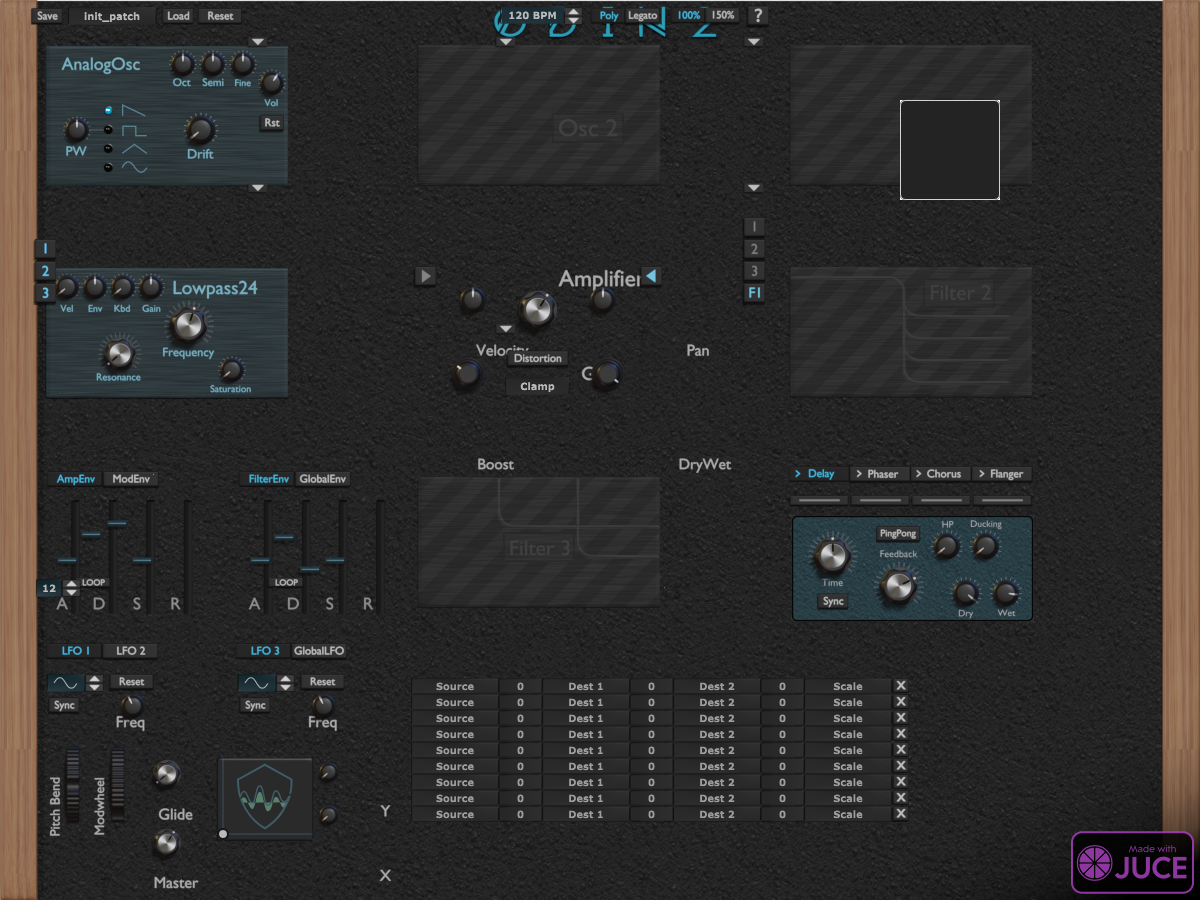 Save init_patch Load Reset
ODIN 2
120 BPM Poly Legato 100% 150% ?
AnalogOsc
Oct Semi Fine
Vol
Rst
PW
Drift
Osc 2
1
2
3
Lowpass24
Vel Env Kbd Gain
Frequency
Resonance
Saturation
Amplifier
Velocity
Pan
Distortion
Clamp
G
Boost
DryWet
1
2
3
F1
Filter 2
AmpEnv ModEnv
FilterEnv GlobalEnv
LOOP
LOOP
12
A D S R
A D S R
Filter 3
> Delay > Phaser > Chorus > Flanger
HP Ducking
PingPong
Feedback
Time
Sync
Dry Wet
LFO 1 LFO 2
LFO 3 GlobalLFO
Reset
Sync
Freq
Reset
Sync
Freq
Source 0 Dest 1 0 Dest 2 0 Scale X
Source 0 Dest 1 0 Dest 2 0 Scale X
Source 0 Dest 1 0 Dest 2 0 Scale X
Source 0 Dest 1 0 Dest 2 0 Scale X
Source 0 Dest 1 0 Dest 2 0 Scale X
Source 0 Dest 1 0 Dest 2 0 Scale X
Source 0 Dest 1 0 Dest 2 0 Scale X
Source 0 Dest 1 0 Dest 2 0 Scale X
Source 0 Dest 1 0 Dest 2 0 Scale X
Pitch Bend
Modwheel
Glide
Master
Y
X
Made with
JUCE